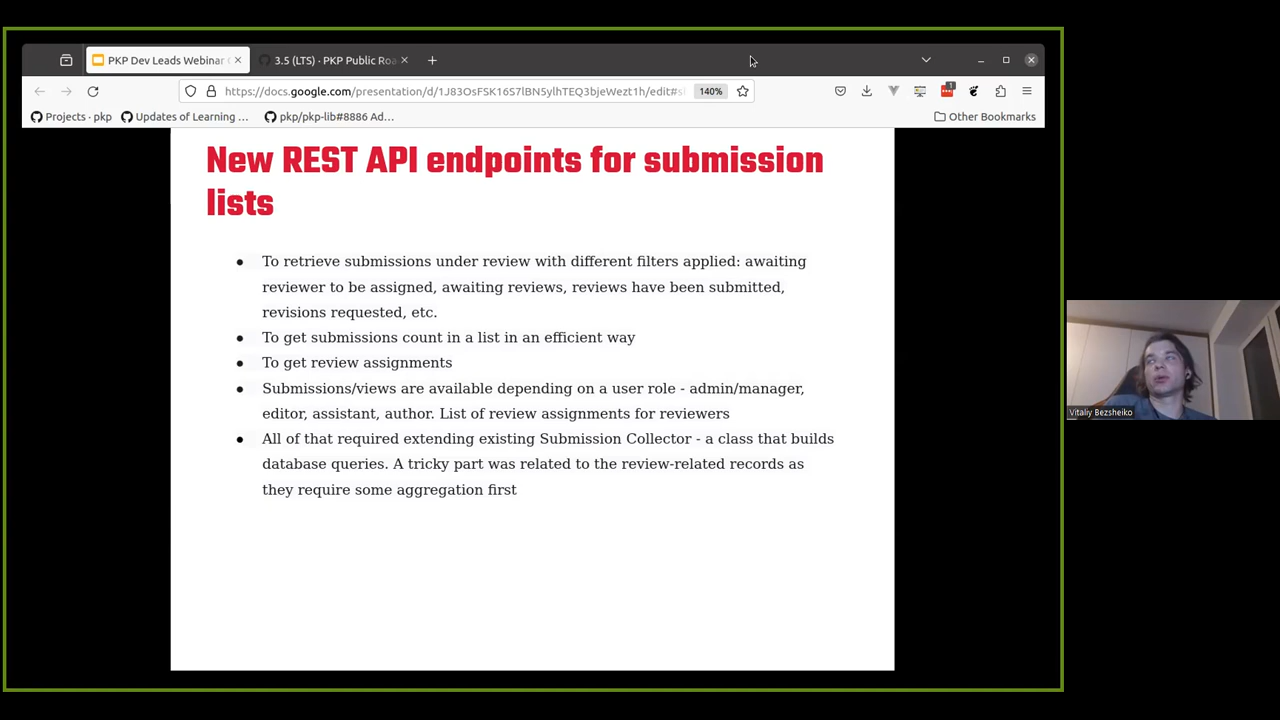 PKP Dev Leads Webinar
3.5 (LTS) · PKP Public Roa
https://docs.google.com/presentation/d/1J83OsFSK16S7lBN5ylhTEQ3bjeWezt1h/edit#s
140%
Projects · pkp
Updates of Learning ...
pkp/pkp-lib#8886 Ad...
Other Bookmarks
New REST API endpoints for submission
lists
● To retrieve submissions under review with different filters applied: awaiting
reviewer to be assigned, awaiting reviews, reviews have been submitted,
revisions requested, etc.
● To get submissions count in a list in an efficient way
● To get review assignments
● Submissions/views are available depending on a user role - admin/manager,
editor, assistant, author. List of review assignments for reviewers
● All of that required extending existing Submission Collector - a class that builds
database queries. A tricky part was related to the review-related records as
they require some aggregation first
Vitaliy Bezsheiko